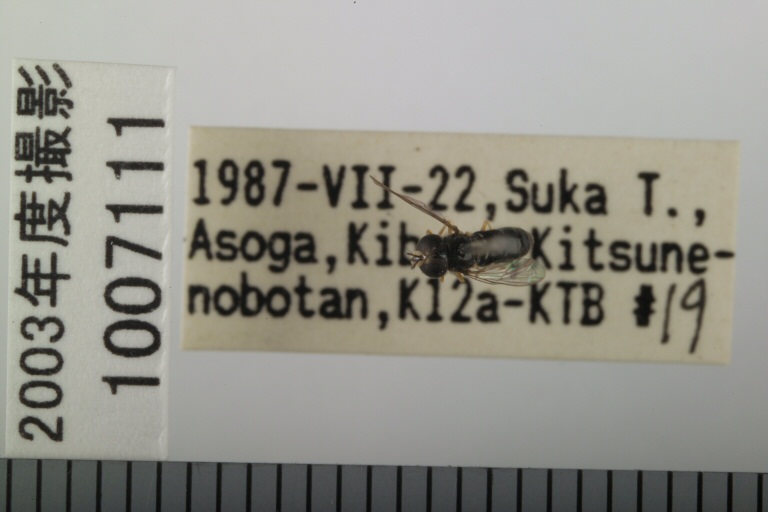 2003年度撮影
1007111
1987-VII-22, Suka T.,
Asoga, Kitsune-
nobotan, K12a-KTB #19